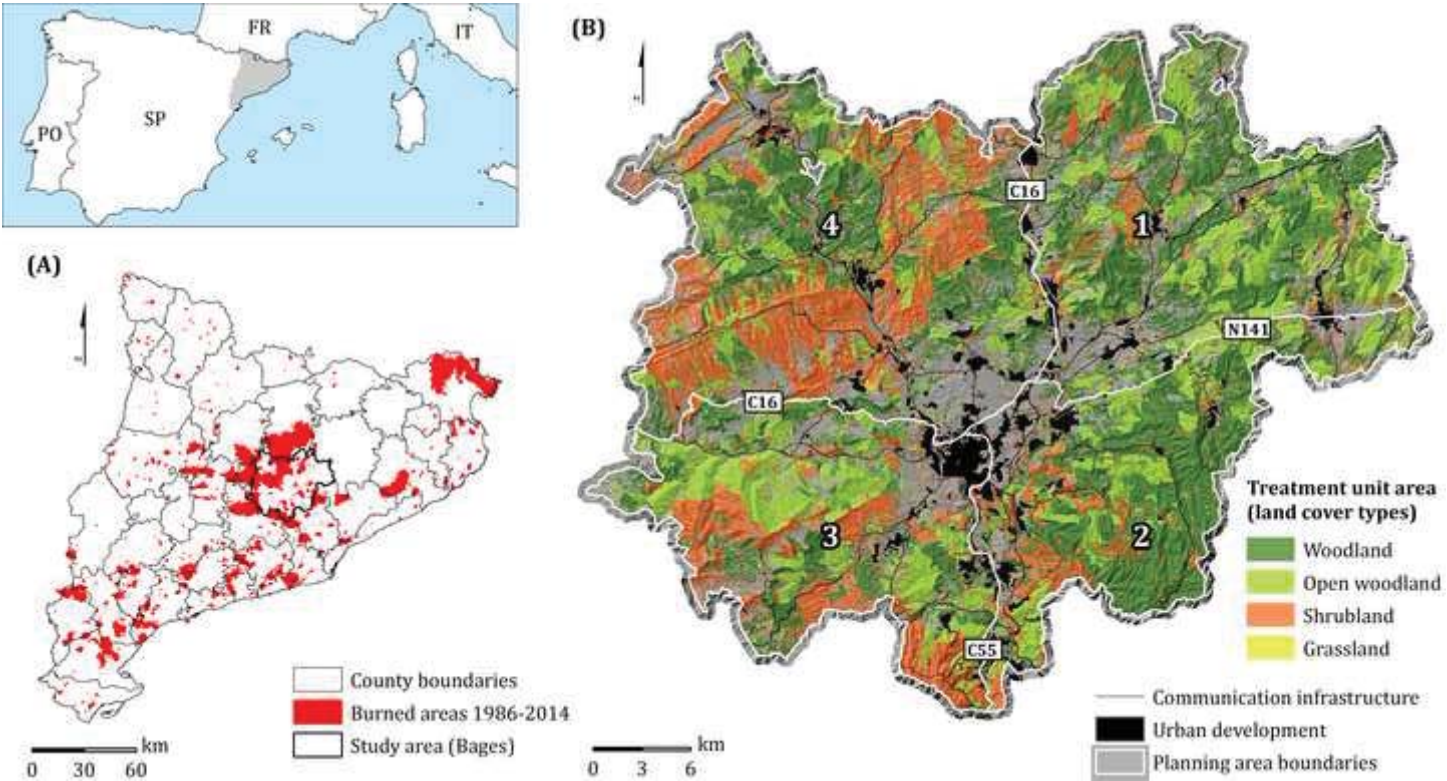 FR
IT
PO
SP
(A)
County boundaries
Burned areas 1986-2014
Study area (Bages)
km
0 30 60
(B)
C16
4
1
N141
C16
3
2
C55
Treatment unit area
(land cover types)
Woodland
Open woodland
Shrubland
Grassland
Communication infrastructure
Urban development
Planning area boundaries
km
0 3 6